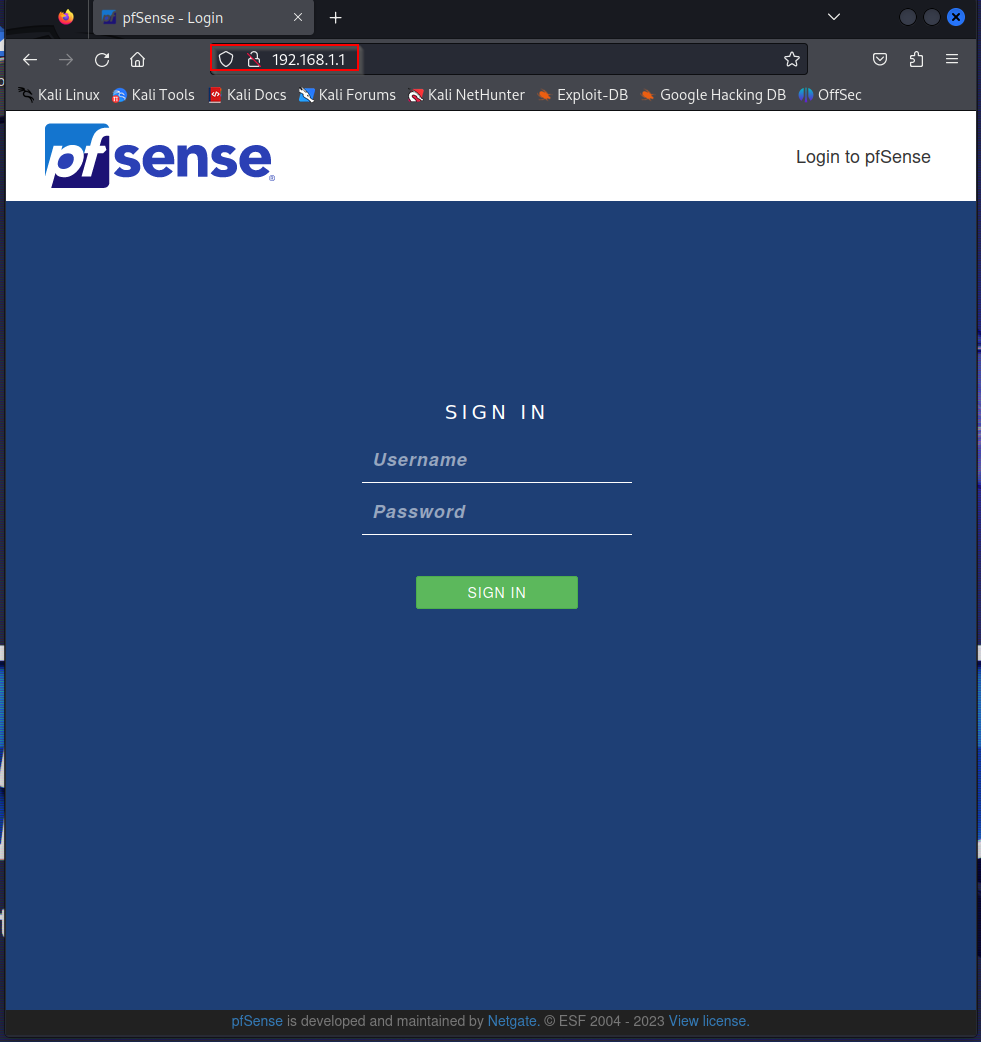 pfSense - Login
192.168.1.1
Kali Linux Kali Tools Kali Docs Kali Forums Kali NetHunter Exploit-DB Google Hacking DB OffSec
pfsense® Login to pfSense
SIGN IN
Username
Password
SIGN IN
pfSense is developed and maintained by Netgate. © ESF 2004 - 2023 View license.